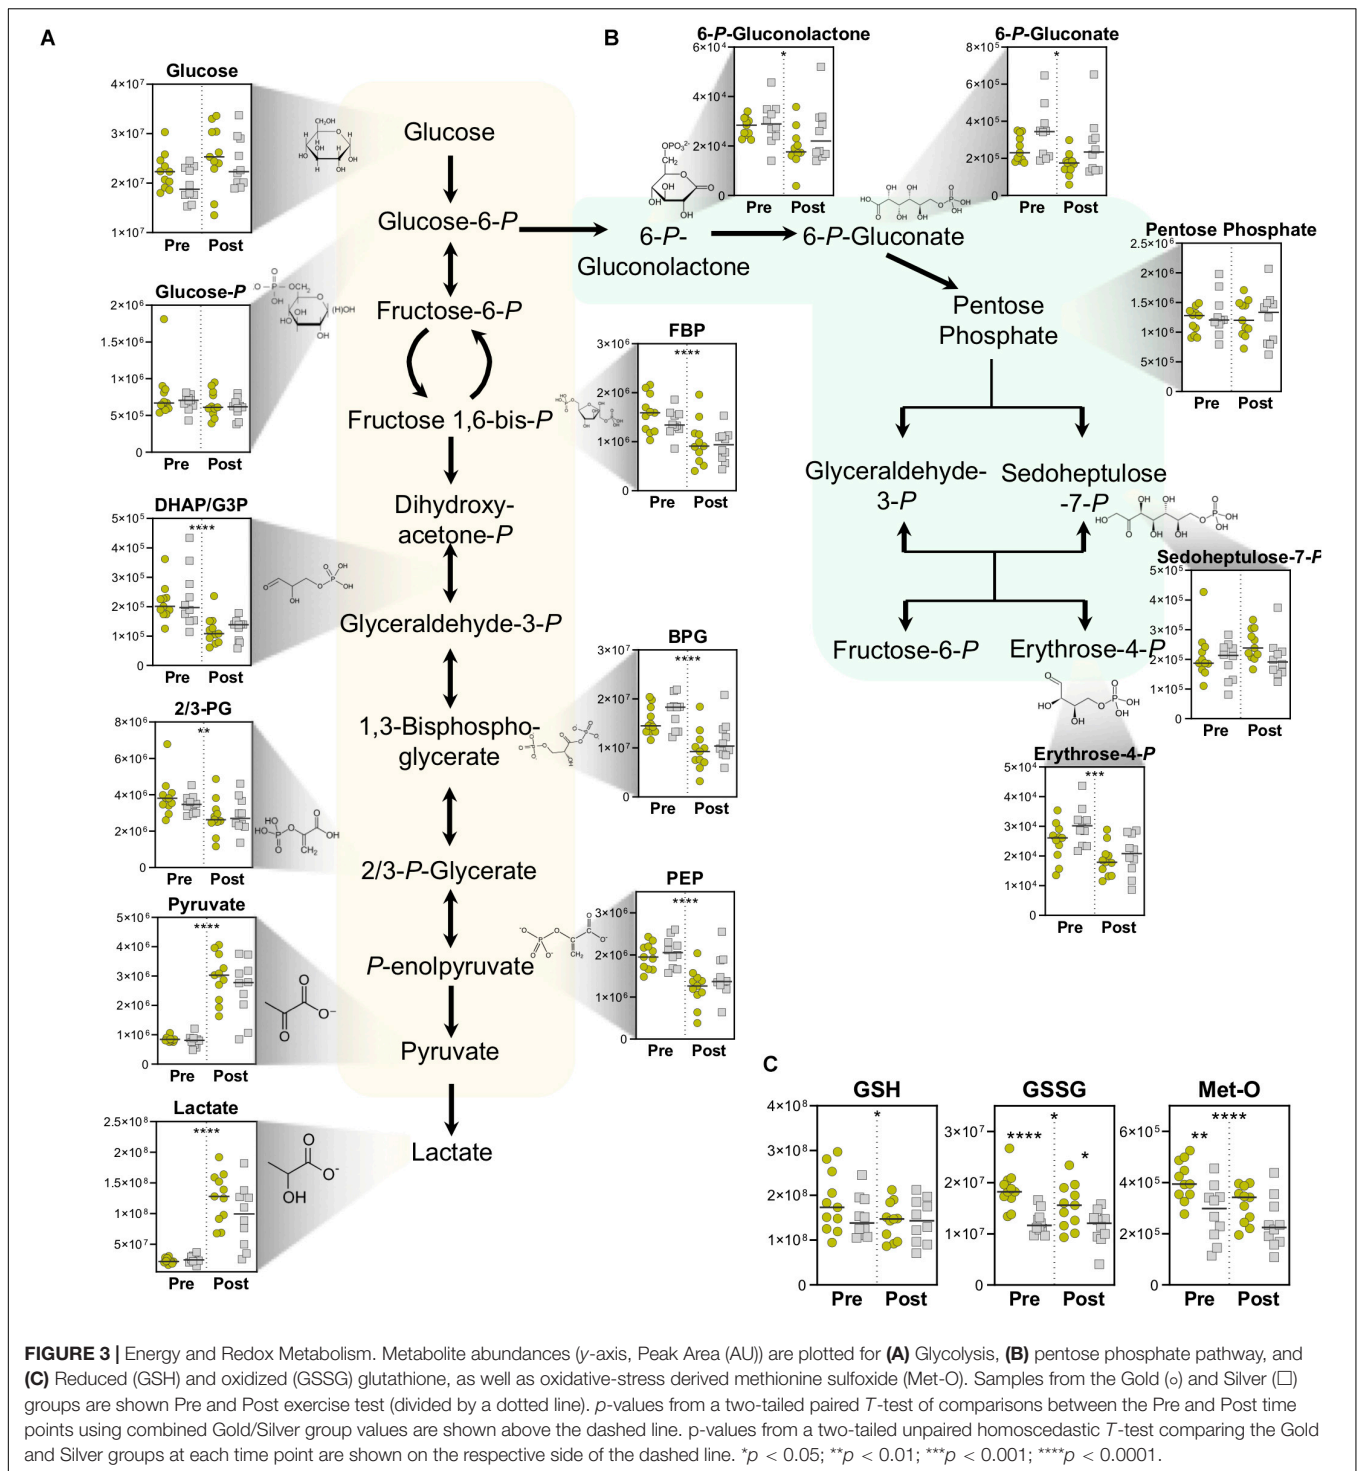 A
Glucose
4×10⁷
3×10⁷
2×10⁷
1×10⁷
Pre Post
Glucose-P
2×10⁶
1.5×10⁶
1×10⁶
5×10⁵
0
Pre Post
DHAP/G3P
****
5×10⁵
4×10⁵
3×10⁵
2×10⁵
1×10⁵
0
Pre Post
2/3-PG
**
8×10⁶
6×10⁶
4×10⁶
2×10⁶
0
Pre Post
Pyruvate
****
5×10⁶
4×10⁶
3×10⁶
2×10⁶
1×10⁶
0
Pre Post
Lactate
****
2.5×10⁸
1.5×10⁸
1×10⁸
5×10⁷
Pre Post
Glucose
Glucose-6-P
Fructose-6-P
Fructose 1,6-bis-P
Dihydroxy-
acetone-P
Glyceraldehyde-3-P
1,3-Bisphospho-
glycerate
2/3-P-Glycerate
P-enolpyruvate
Pyruvate
Lactate
FBP
****
3×10⁶
2×10⁶
1×10⁶
0
Pre Post
BPG
****
3×10⁷
2×10⁷
1×10⁷
0
Pre Post
PEP
****
3×10⁶
2×10⁶
1×10⁶
0
Pre Post
B
6-P-Gluconolactone
*
6×10⁴
4×10⁴
2×10⁴
0
Pre Post
6-P-Gluconate
*
8×10⁵
6×10⁵
4×10⁵
2×10⁵
0
Pre Post
6-P-
Gluconolactone
6-P-Gluconate
Pentose
Phosphate
Pentose Phosphate
2.5×10⁶
2×10⁶
1.5×10⁶
1×10⁶
5×10⁵
0
Pre Post
Glyceraldehyde-
3-P
Sedoheptulose
-7-P
Fructose-6-P
Erythrose-4-P
Sedoheptulose-7-P
5×10⁵
4×10⁵
3×10⁵
2×10⁵
1×10⁵
0
Pre Post
Erythrose-4-P
***
5×10⁴
4×10⁴
3×10⁴
2×10⁴
1×10⁴
0
Pre Post
C
GSH
*
4×10⁸
3×10⁸
2×10⁸
1×10⁸
0
Pre Post
GSSG
*
**** *
3×10⁷
2×10⁷
1×10⁷
0
Pre Post
Met-O
****
**
6×10⁵
4×10⁵
2×10⁵
0
Pre Post
FIGURE 3 | Energy and Redox Metabolism. Metabolite abundances (y-axis, Peak Area (AU)) are plotted for (A) Glycolysis, (B) pentose phosphate pathway, and
(C) Reduced (GSH) and oxidized (GSSG) glutathione, as well as oxidative-stress derived methionine sulfoxide (Met-O). Samples from the Gold (○) and Silver (□)
groups are shown Pre and Post exercise test (divided by a dotted line). p-values from a two-tailed paired T-test of comparisons between the Pre and Post time
points using combined Gold/Silver group values are shown above the dashed line. p-values from a two-tailed unpaired homoscedastic T-test comparing the Gold
and Silver groups at each time point are shown on the respective side of the dashed line. *p < 0.05; **p < 0.01; ***p < 0.001; ****p < 0.0001.